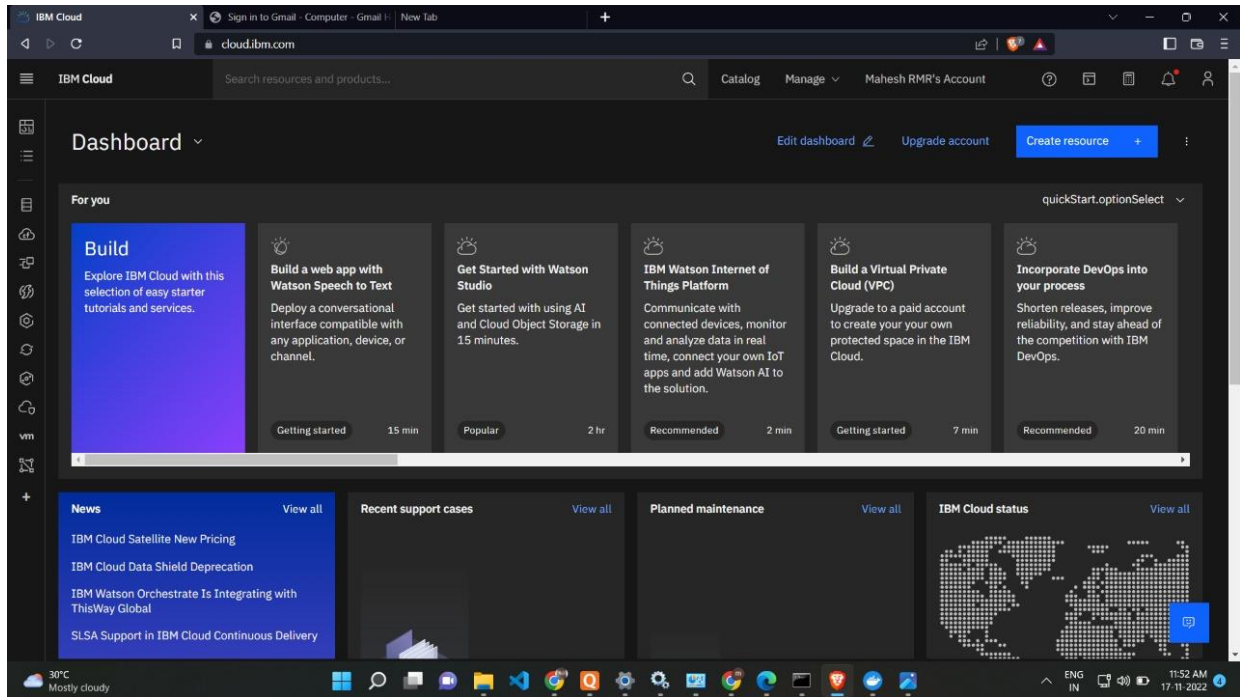 IBM Cloud
Sign in to Gmail - Computer - Gmail H
New Tab
cloud.ibm.com
IBM Cloud
Search resources and products...
Catalog
Manage
Mahesh RMR's Account
Dashboard
Edit dashboard
Upgrade account
Create resource +
For you
quickStart.optionSelect
Build
Explore IBM Cloud with this
selection of easy starter
tutorials and services.
Build a web app with
Watson Speech to Text
Deploy a conversational
interface compatible with
any application, device, or
channel.
Getting started 15 min
Get Started with Watson
Studio
Get started with using AI
and Cloud Object Storage in
15 minutes.
Popular 2 hr
IBM Watson Internet of
Things Platform
Communicate with
connected devices, monitor
and analyze data in real
time, connect your own IoT
apps and add Watson AI to
the solution.
Recommended 2 min
Build a Virtual Private
Cloud (VPC)
Upgrade to a paid account
to create your your own
protected space in the IBM
Cloud.
Getting started 7 min
Incorporate DevOps into
your process
Shorten releases, improve
reliability, and stay ahead of
the competition with IBM
DevOps.
Recommended 20 min
vm
News View all
IBM Cloud Satellite New Pricing
IBM Cloud Data Shield Deprecation
IBM Watson Orchestrate Is Integrating with
ThisWay Global
SLSA Support in IBM Cloud Continuous Delivery
Recent support cases View all
Planned maintenance View all
IBM Cloud status View all
30°C
Mostly cloudy
ENG
IN
11:52 AM
17-11-2022
4